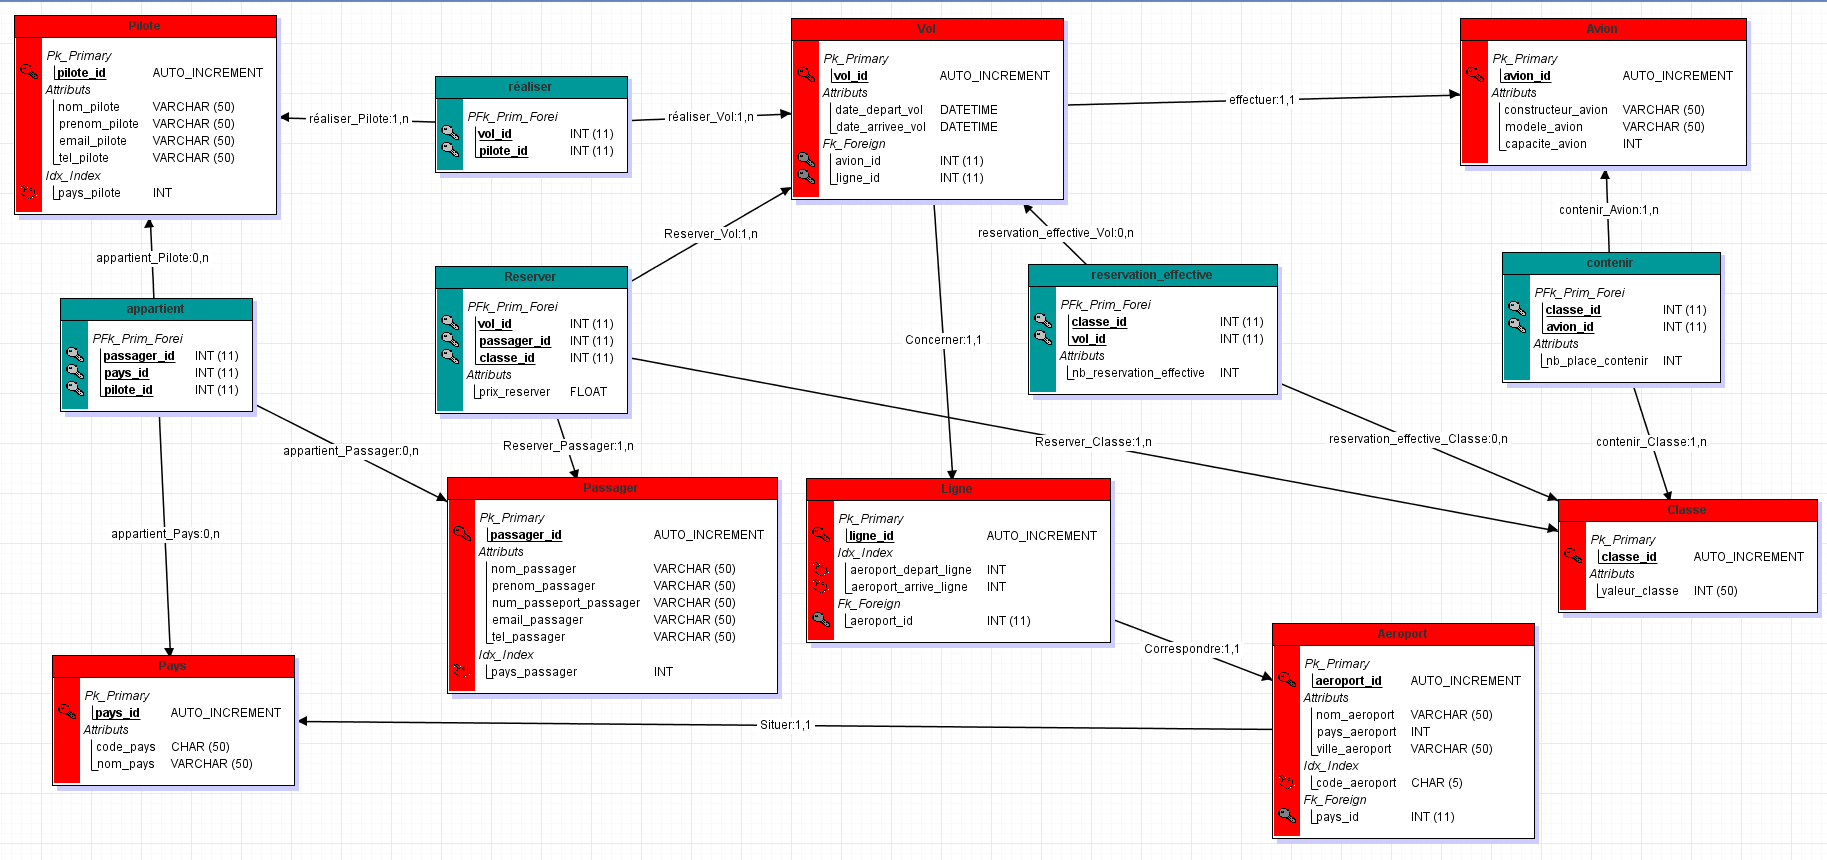 Pilote
Pk_Primary
pilote_id AUTO_INCREMENT
Attributs
nom_pilote VARCHAR (50)
prenom_pilote VARCHAR (50)
email_pilote VARCHAR (50)
tel_pilote VARCHAR (50)
Idx_Index
pays_pilote INT
réaliser_Pilote:1,n
réaliser
PFk_Prim_Forei
vol_id INT (11)
pilote_id INT (11)
réaliser_Vol:1,n
Vol
Pk_Primary
vol_id AUTO_INCREMENT
Attributs
date_depart_vol DATETIME
date_arrivee_vol DATETIME
Fk_Foreign
avion_id INT (11)
ligne_id INT (11)
effectuer:1,1
Avion
Pk_Primary
avion_id AUTO_INCREMENT
Attributs
constructeur_avion VARCHAR (50)
modele_avion VARCHAR (50)
capacite_avion INT
appartient_Pilote:0,n
Reserver_Vol:1,n
reservation_effective_Vol:0,n
contenir_Avion:1,n
appartient
PFk_Prim_Forei
passager_id INT (11)
pays_id INT (11)
pilote_id INT (11)
Reserver
PFk_Prim_Forei
vol_id INT (11)
passager_id INT (11)
classe_id INT (11)
Attributs
prix_reserver FLOAT
Concerner:1,1
reservation_effective
PFk_Prim_Forei
classe_id INT (11)
vol_id INT (11)
Attributs
nb_reservation_effective INT
contenir
PFk_Prim_Forei
classe_id INT (11)
avion_id INT (11)
Attributs
nb_place_contenir INT
appartient_Passager:0,n
Reserver_Passager:1,n
Reserver_Classe:1,n
reservation_effective_Classe:0,n
contenir_Classe:1,n
appartient_Pays:0,n
Passager
Pk_Primary
passager_id AUTO_INCREMENT
Attributs
nom_passager VARCHAR (50)
prenom_passager VARCHAR (50)
num_passeport_passager VARCHAR (50)
email_passager VARCHAR (50)
tel_passager VARCHAR (50)
Idx_Index
pays_passager INT
Ligne
Pk_Primary
ligne_id AUTO_INCREMENT
Idx_Index
aeroport_depart_ligne INT
aeroport_arrive_ligne INT
Fk_Foreign
aeroport_id INT (11)
Classe
Pk_Primary
classe_id AUTO_INCREMENT
Attributs
valeur_classe INT (50)
Correspondre:1,1
Pays
Pk_Primary
pays_id AUTO_INCREMENT
Attributs
code_pays CHAR (50)
nom_pays VARCHAR (50)
Situer:1,1
Aeroport
Pk_Primary
aeroport_id AUTO_INCREMENT
Attributs
nom_aeroport VARCHAR (50)
pays_aeroport INT
ville_aeroport VARCHAR (50)
Idx_Index
code_aeroport CHAR (5)
Fk_Foreign
pays_id INT (11)